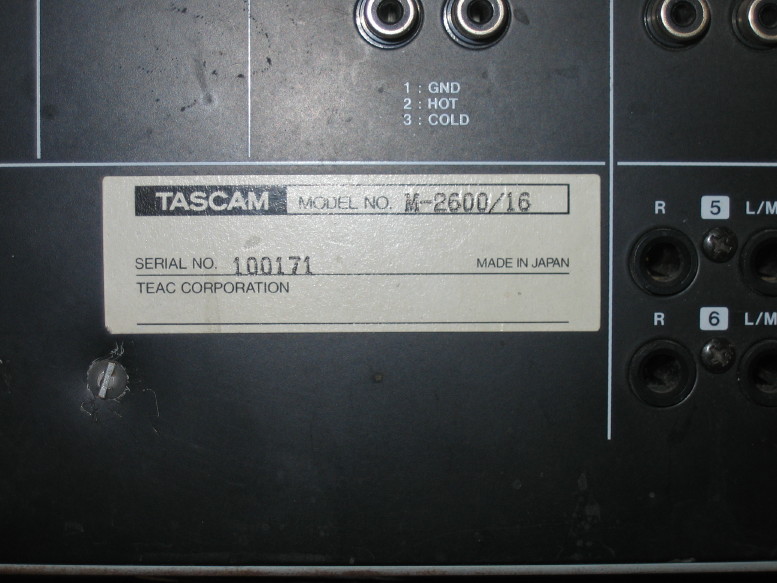 1 : GND
2 : HOT
3 : COLD
TASCAM MODEL NO. M-2600/16
SERIAL NO. 100171 MADE IN JAPAN
TEAC CORPORATION
R 5 L/M
R 6 L/M